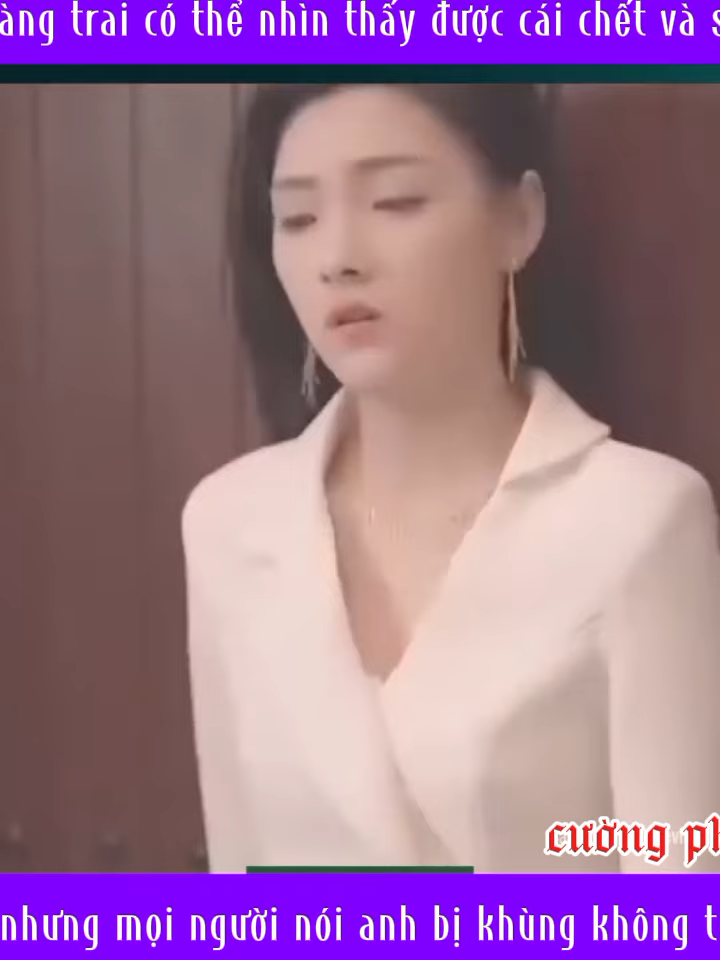 àng trai có thể nhìn thấy được cái chết và s
cường ph
nhưng mọi người nói anh bị khùng không t